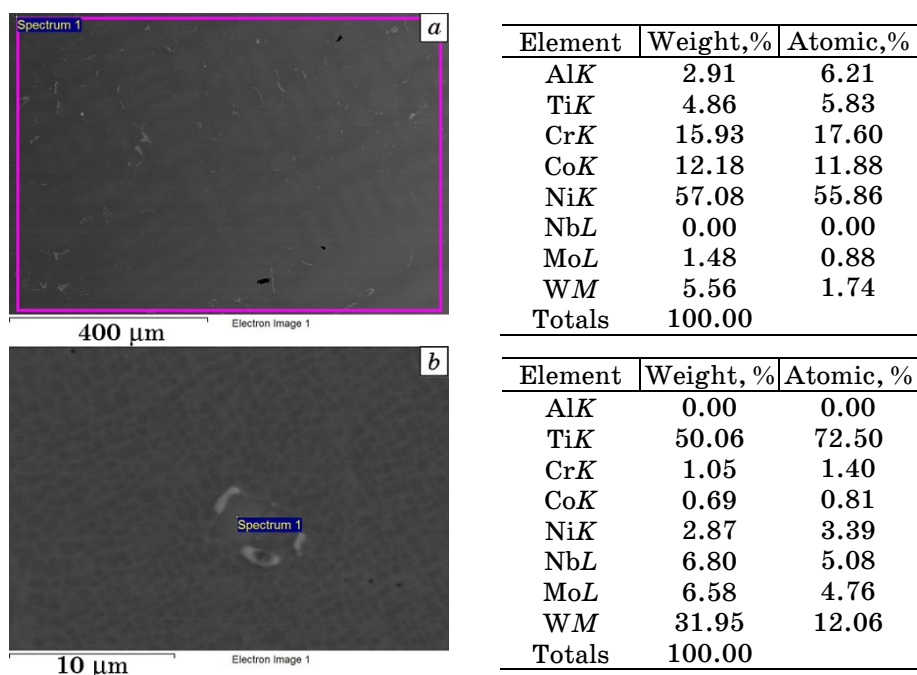 Spectrum 1
a
400 μm
Electron Image 1
Element Weight,% Atomic,%
AlK 2.91 6.21
TiK 4.86 5.83
CrK 15.93 17.60
CoK 12.18 11.88
NiK 57.08 55.86
NbL 0.00 0.00
MoL 1.48 0.88
WM 5.56 1.74
Totals 100.00
b
Spectrum 1
10 μm
Electron Image 1
Element Weight, % Atomic, %
AlK 0.00 0.00
TiK 50.06 72.50
CrK 1.05 1.40
CoK 0.69 0.81
NiK 2.87 3.39
NbL 6.80 5.08
MoL 6.58 4.76
WM 31.95 12.06
Totals 100.00